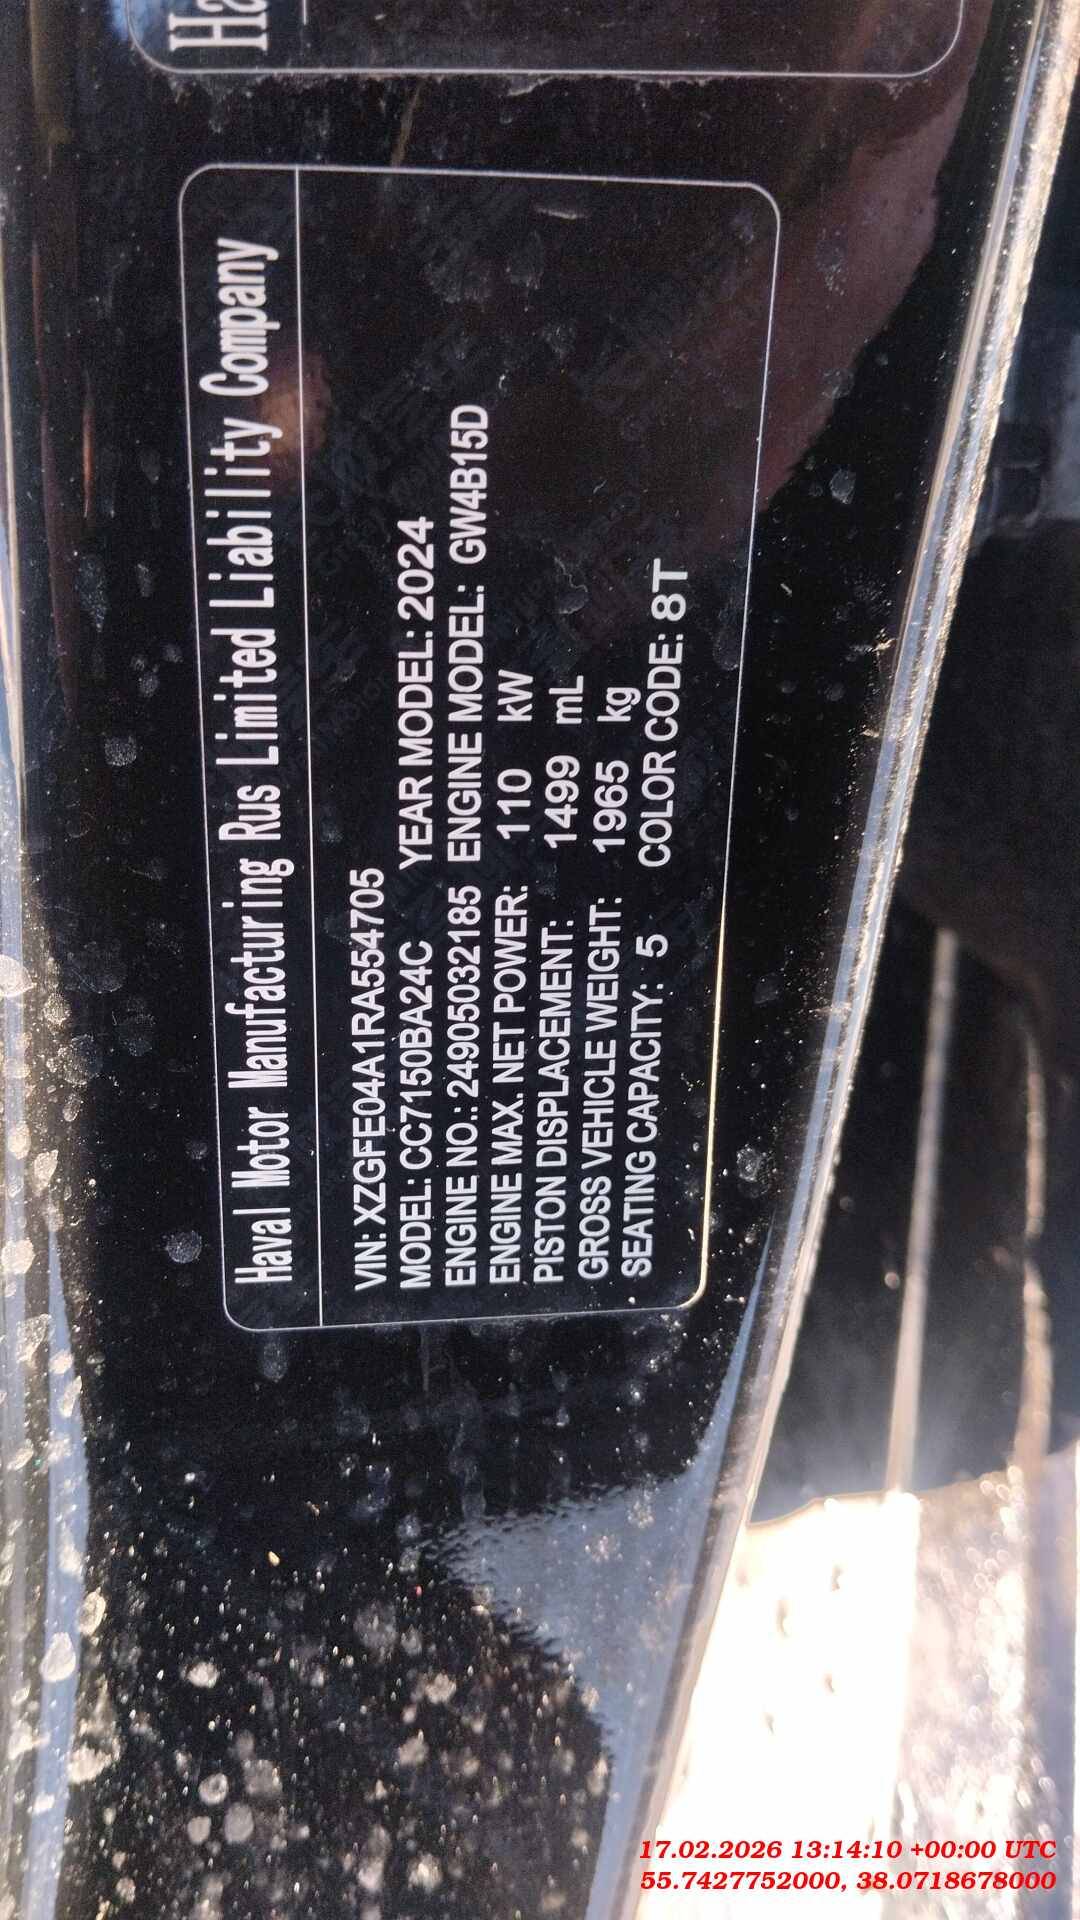 Ha
Haval Motor Manufacturing Rus Limited Liability Company
VIN: XZGFE04A1RA554705
MODEL: CC7150BA24C YEAR MODEL: 2024
ENGINE NO.: 24905032185 ENGINE MODEL: GW4B15D
ENGINE MAX. NET POWER: 110 kW
PISTON DISPLACEMENT: 1499 mL
GROSS VEHICLE WEIGHT: 1965 kg
SEATING CAPACITY: 5 COLOR CODE: 8T
17.02.2026 13:14:10 +00:00 UTC
55.7427752000, 38.0718678000